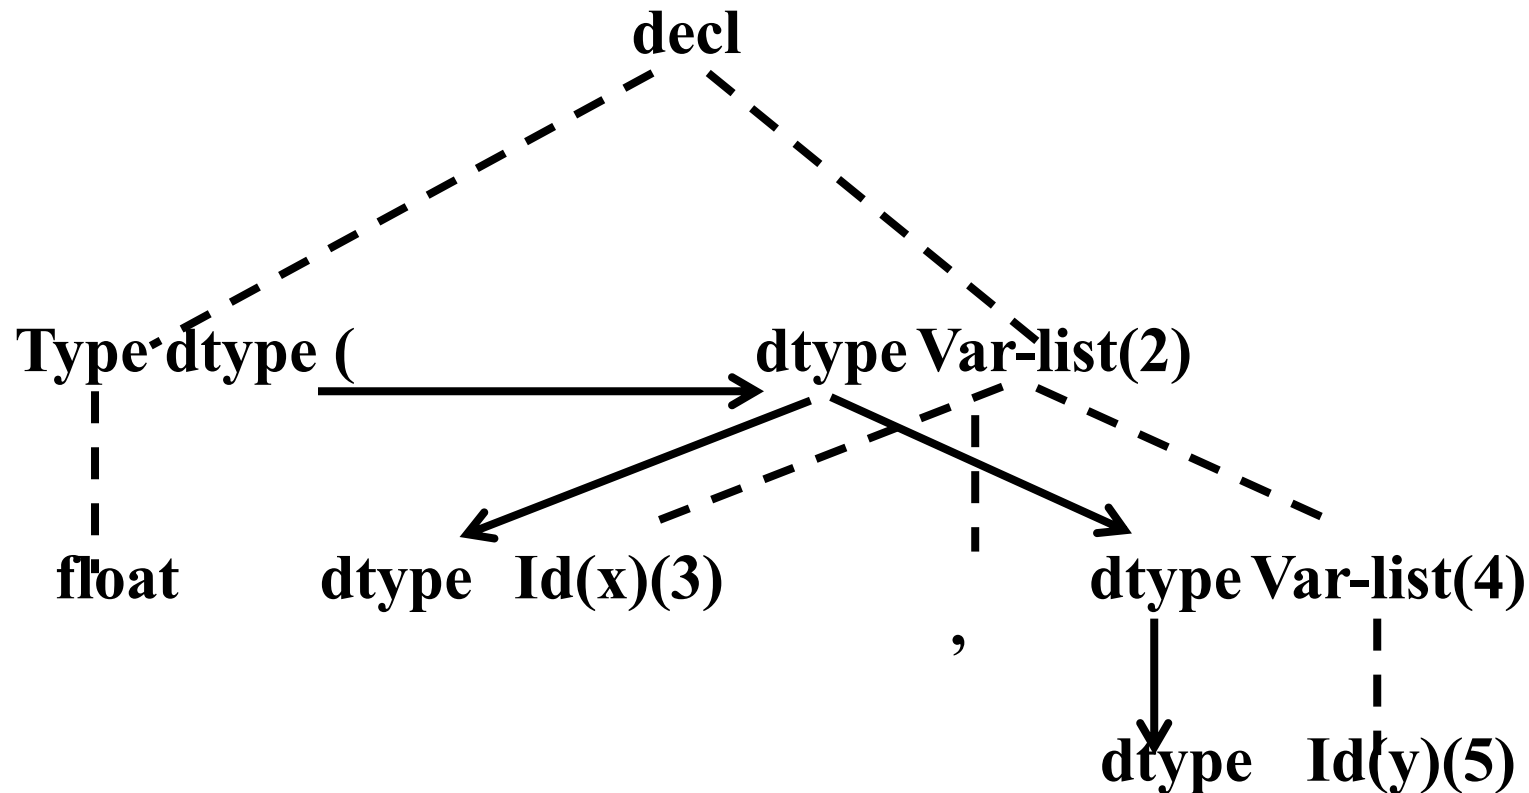 decl
Type dtype ( dtype Var-list(2)
float dtype Id(x)(3) dtype Var-list(4)
,
dtype Id(y)(5)